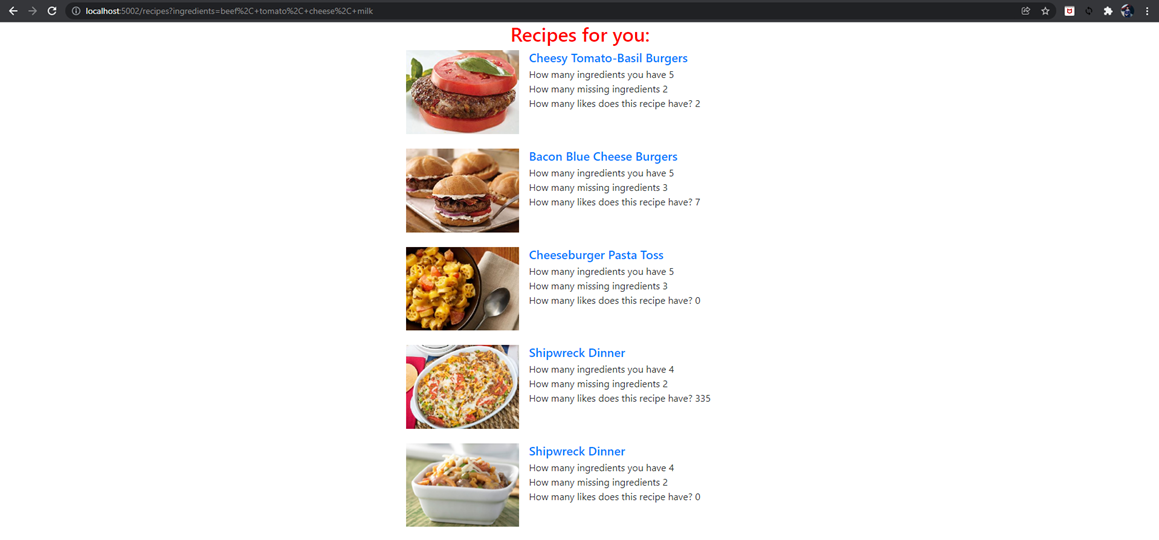 localhost:5002/recipes?ingredients=beef%2C+tomato%2C+cheese%2C+milk
Recipes for you:
Cheesy Tomato-Basil Burgers
How many ingredients you have 5
How many missing ingredients 2
How many likes does this recipe have? 2
Bacon Blue Cheese Burgers
How many ingredients you have 5
How many missing ingredients 3
How many likes does this recipe have? 7
Cheeseburger Pasta Toss
How many ingredients you have 5
How many missing ingredients 3
How many likes does this recipe have? 0
Shipwreck Dinner
How many ingredients you have 4
How many missing ingredients 2
How many likes does this recipe have? 335
Shipwreck Dinner
How many ingredients you have 4
How many missing ingredients 2
How many likes does this recipe have? 0